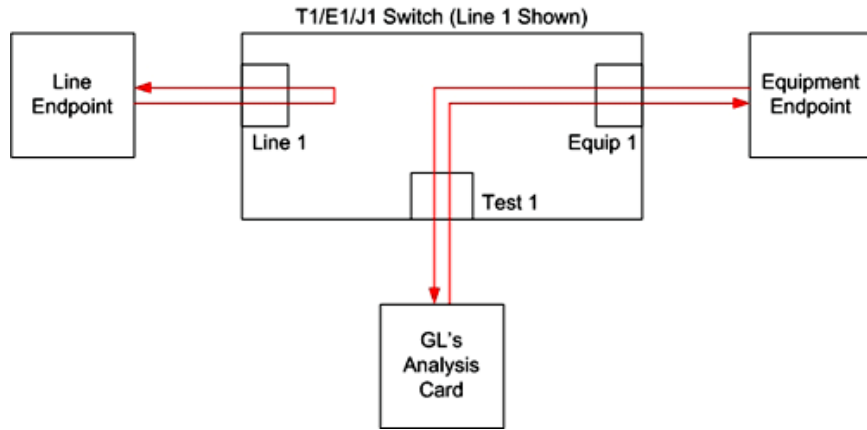 T1/E1/J1 Switch (Line 1 Shown)
Line
Endpoint
Line 1
Equip 1
Equipment
Endpoint
Test 1
GL's
Analysis
Card